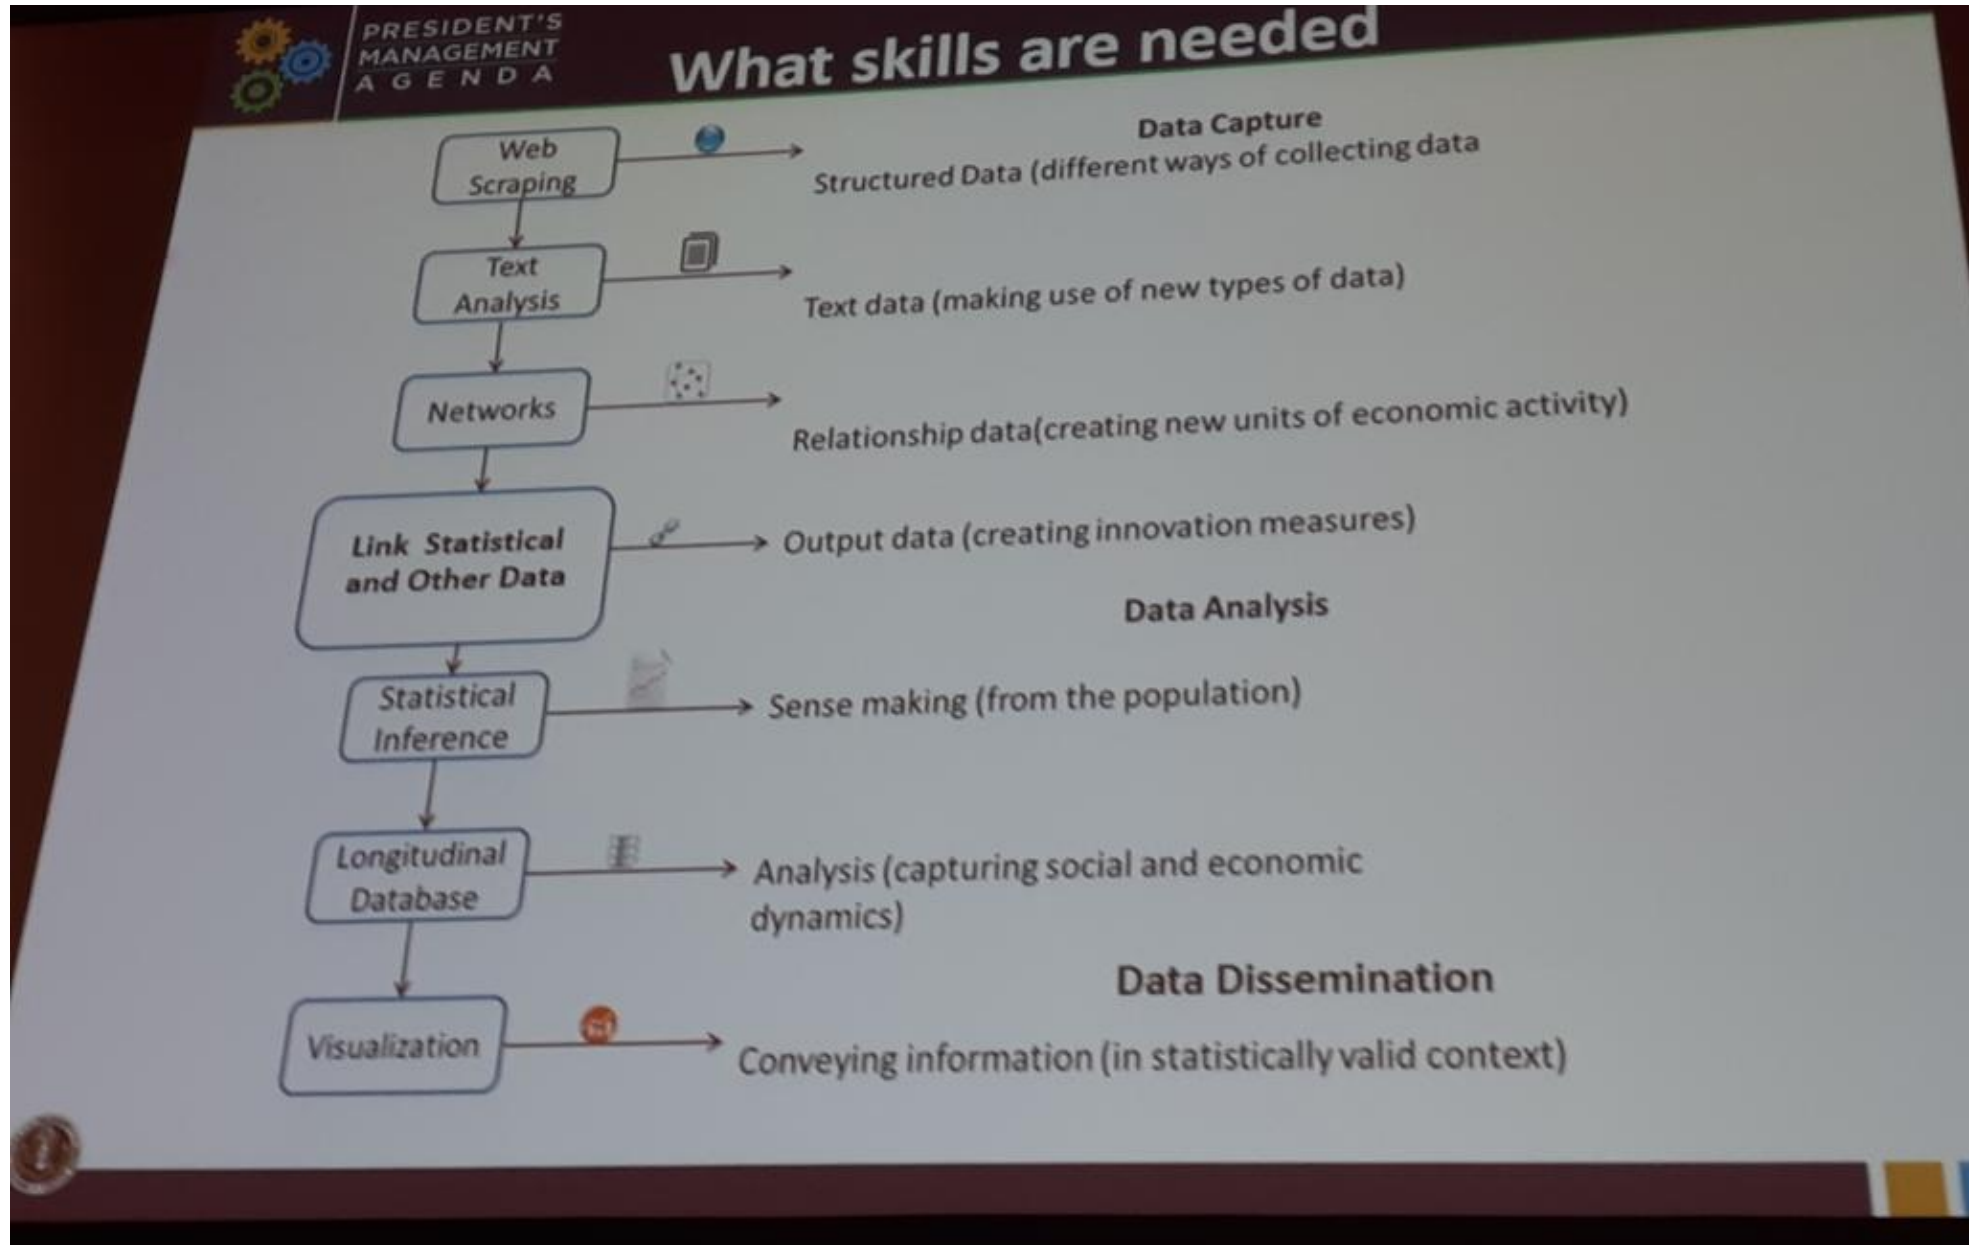 PRESIDENT'S
MANAGEMENT
AGENDA
What skills are needed
Web
Scraping
Data Capture
Structured Data (different ways of collecting data
Text
Analysis
Text data (making use of new types of data)
Networks
Relationship data(creating new units of economic activity)
Link Statistical
and Other Data
Output data (creating innovation measures)
Data Analysis
Statistical
Inference
Sense making (from the population)
Longitudinal
Database
Analysis (capturing social and economic
dynamics)
Data Dissemination
Visualization
Conveying information (in statistically valid context)